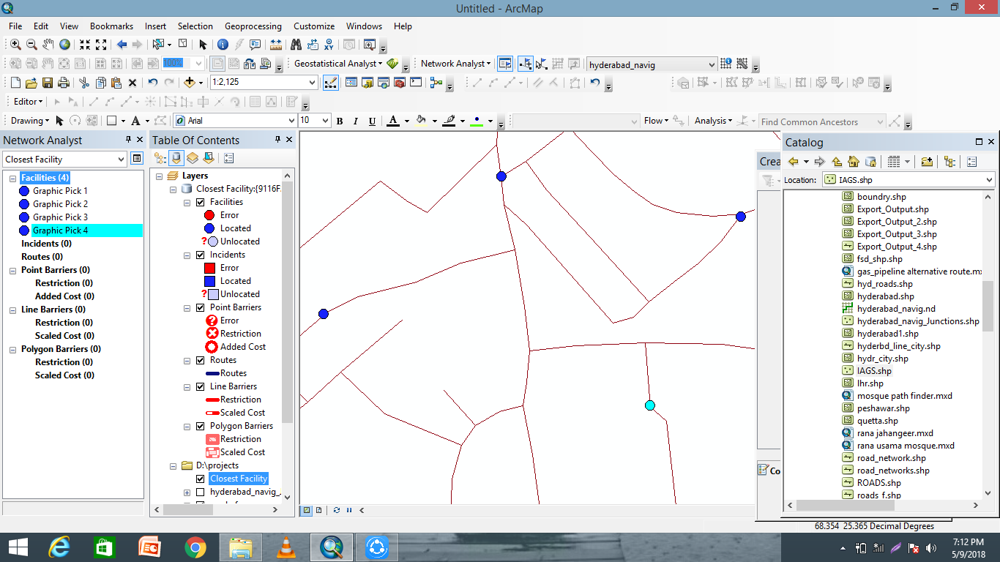 Untitled - ArcMap
File Edit View Bookmarks Insert Selection Geoprocessing Customize Windows Help
100% Geostatistical Analyst Network Analyst hyderabad_navig
1:2,125
Editor
Drawing Arial 10 B I U A Flow Analysis Find Common Ancestors
Network Analyst
Closest Facility
Facilities (4)
Graphic Pick 1
Graphic Pick 2
Graphic Pick 3
Graphic Pick 4
Incidents (0)
Routes (0)
Point Barriers (0)
Restriction (0)
Added Cost (0)
Line Barriers (0)
Restriction (0)
Scaled Cost (0)
Polygon Barriers (0)
Restriction (0)
Scaled Cost (0)
Table Of Contents
Layers
Closest Facility:{9116F
Facilities
Error
Located
Unlocated
Incidents
Error
Located
Unlocated
Point Barriers
Error
Restriction
Added Cost
Routes
Routes
Line Barriers
Restriction
Scaled Cost
Polygon Barriers
Restriction
Scaled Cost
D:\projects
Closest Facility
hyderabad_navig_
Crea
Co
Catalog
Location: IAGS.shp
boundry.shp
Export_Output.shp
Export_Output_2.shp
Export_Output_3.shp
Export_Output_4.shp
fsd_shp.shp
gas_pipeline alternative route.mx
hyd_roads.shp
hyderabad.shp
hyderabad_navig.nd
hyderabad_navig_Junctions.shp
hyderabad1.shp
hyderbd_line_city.shp
hydr_city.shp
IAGS.shp
lhr.shp
mosque path finder.mxd
peshawar.shp
quetta.shp
rana jahangeer.mxd
rana usama mosque.mxd
road_network.shp
road_networks.shp
ROADS.shp
roads_f.shp
68.354 25.365 Decimal Degrees
7:12 PM
5/9/2018